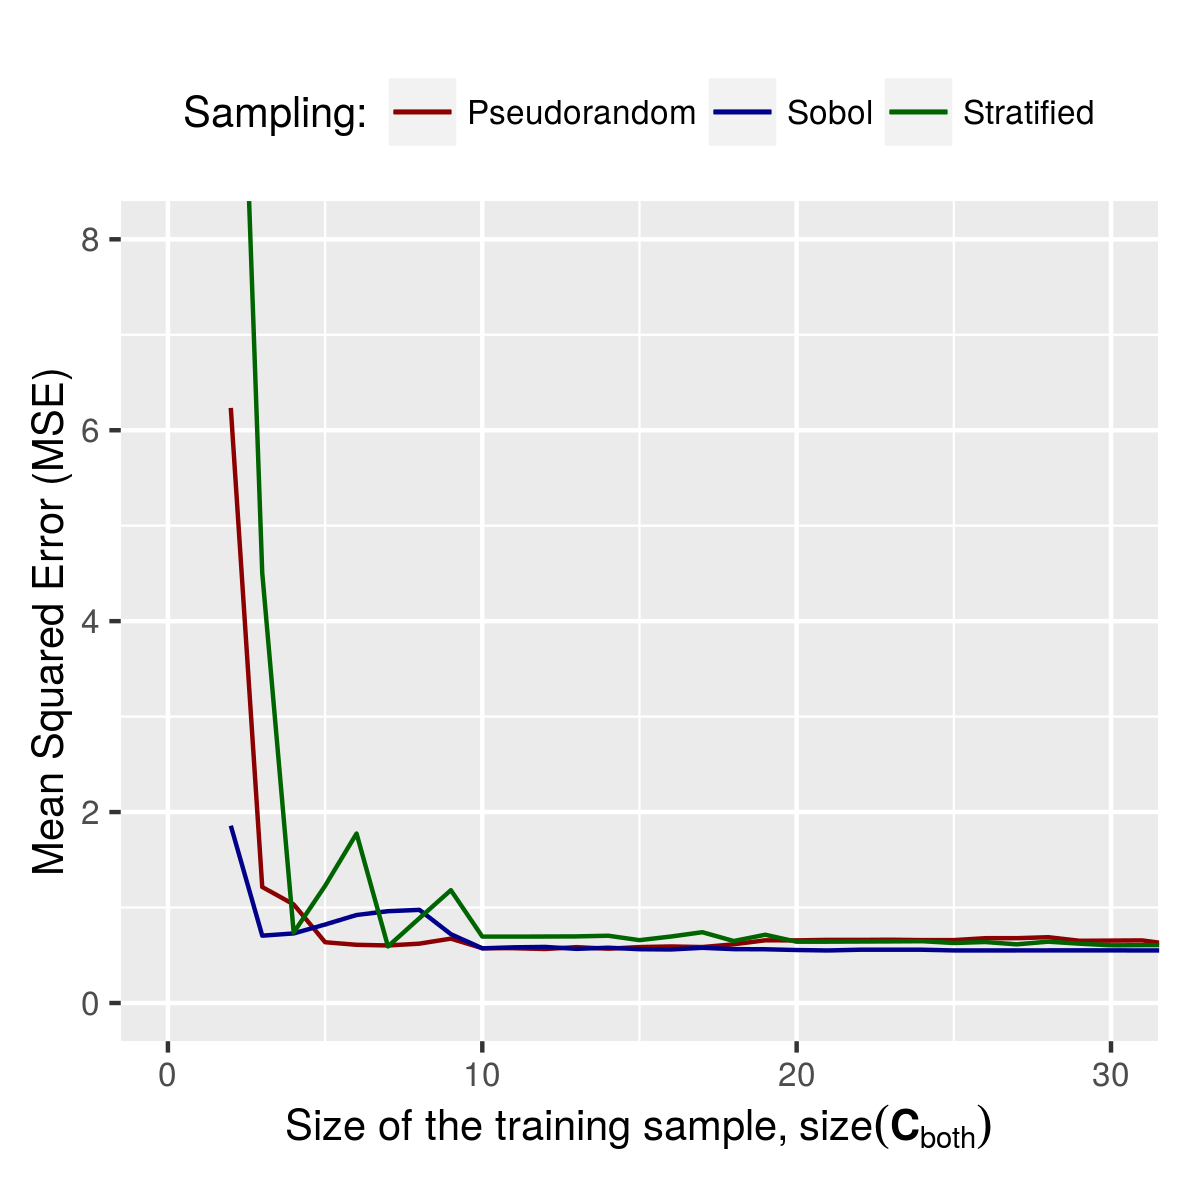 Sampling: Pseudorandom Sobol Stratified
Mean Squared Error (MSE)
8
6
4
2
0
0 10 20 30
Size of the training sample, size(C_both)